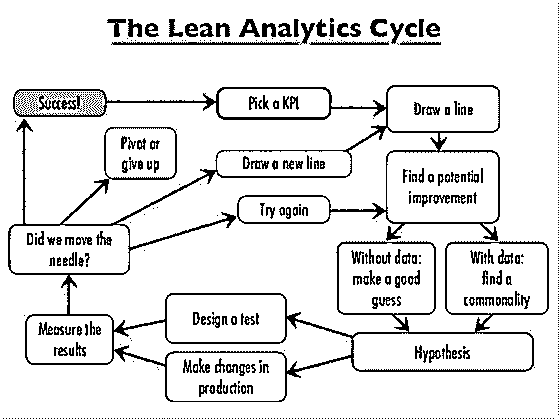 The Lean Analytics Cycle
Success!
Pick a KPI
Draw a line
Pivot or
give up
Draw a new line
Find a potential
improvement
Try again
Did we move the
needle?
Without data:
make a good
guess
With data:
find a
commonality
Design a test
Measure the
results
Hypothesis
Make changes in
production